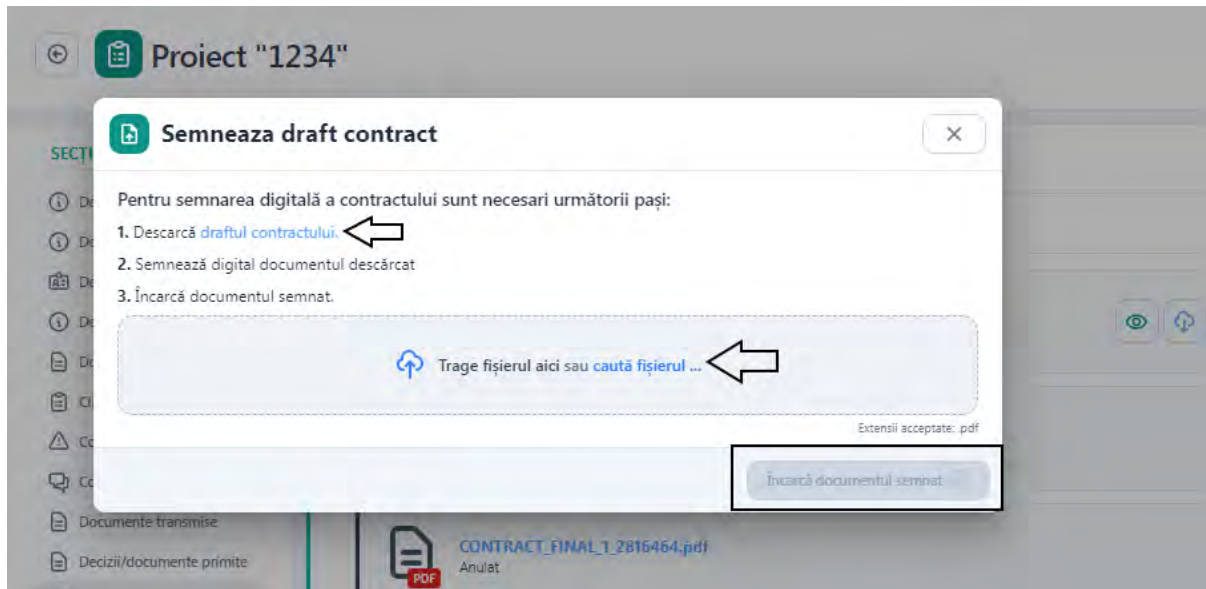 Proiect "1234"
Semneaza draft contract
SECȚI
Pentru semnarea digitală a contractului sunt necesari următorii pași:
1. Descarcă draftul contractului.
2. Semnează digital documentul descărcat
3. Încarcă documentul semnat.
Trage fișierul aici sau caută fișierul ...
Extensii acceptate: .pdf
Încarcă documentul semnat
Documente transmise
Decizii/documente primite
CONTRACT_FINAL_1_2816464.pdf
Anulat
PDF